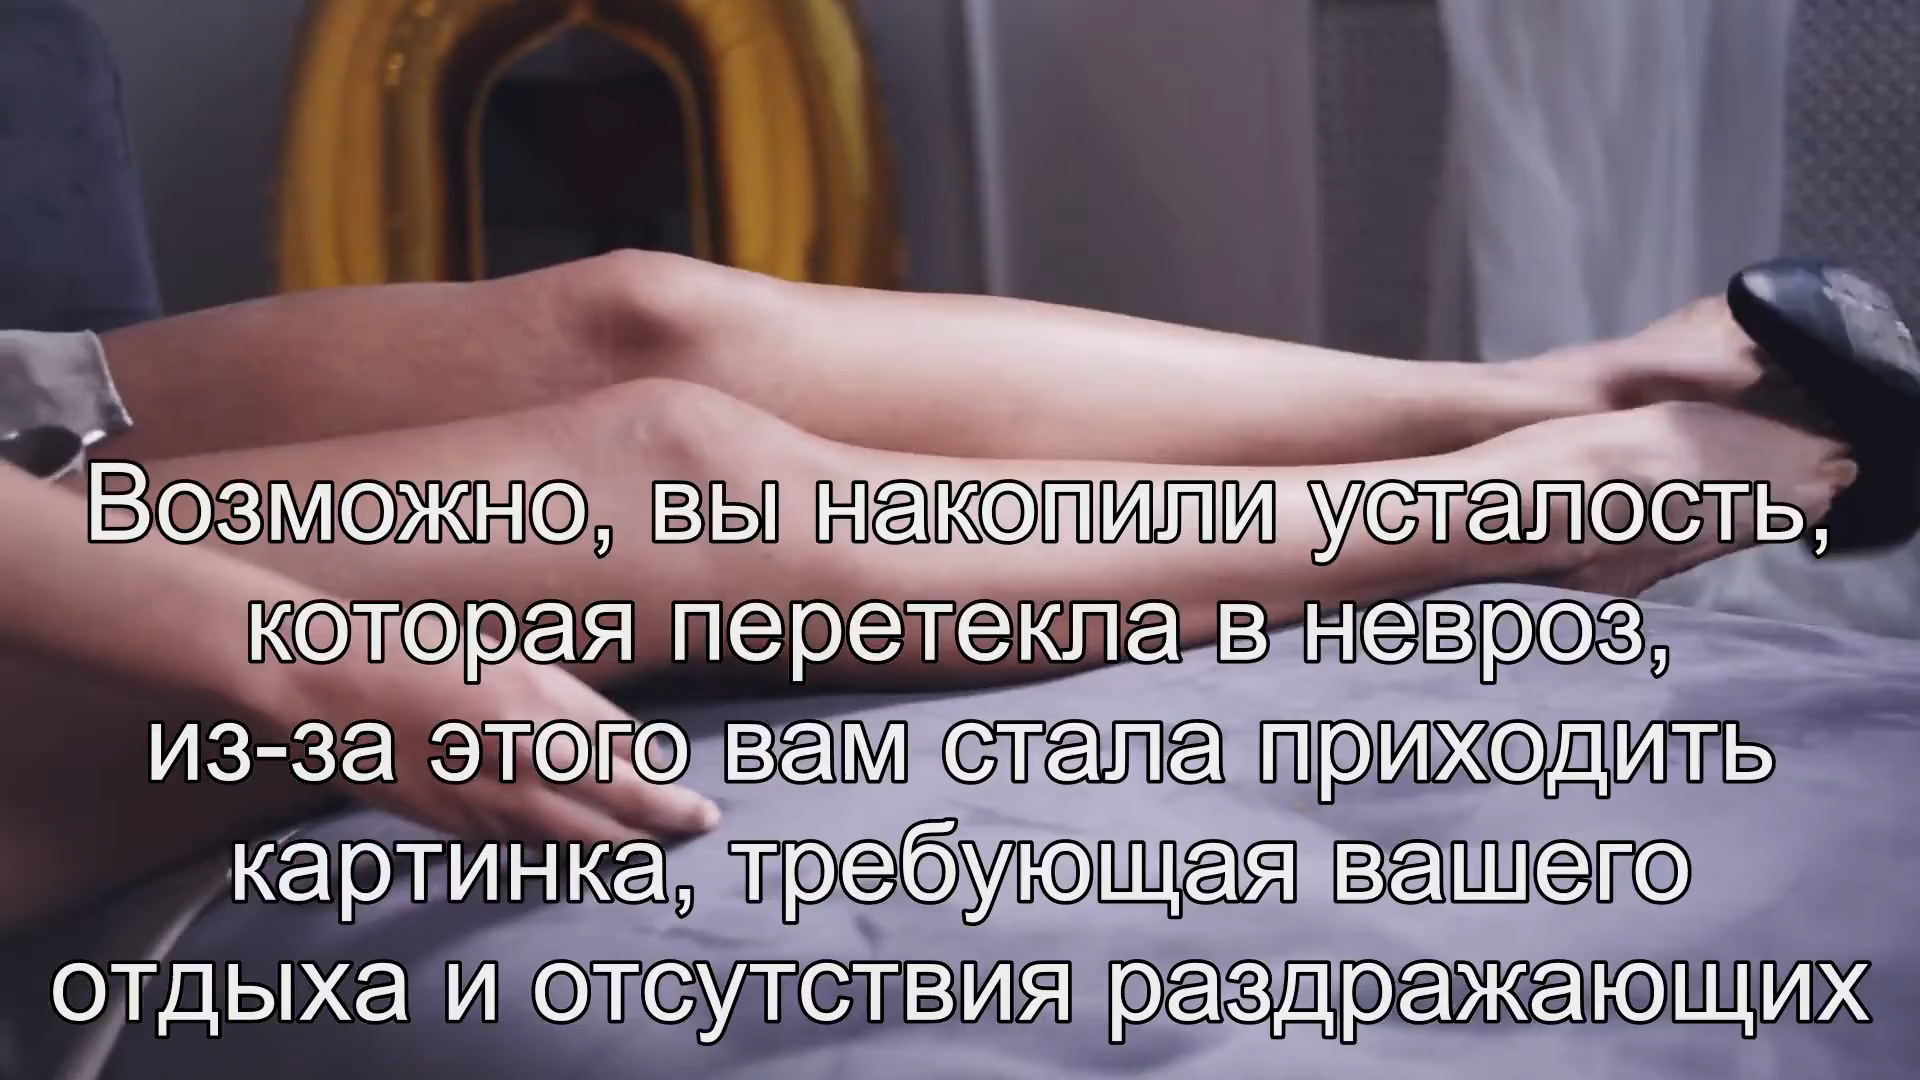 Возможно, вы накопили усталость,
которая перетекла в невроз,
из-за этого вам стала приходить
картинка, требующая вашего
отдыха и отсутствия раздражающих